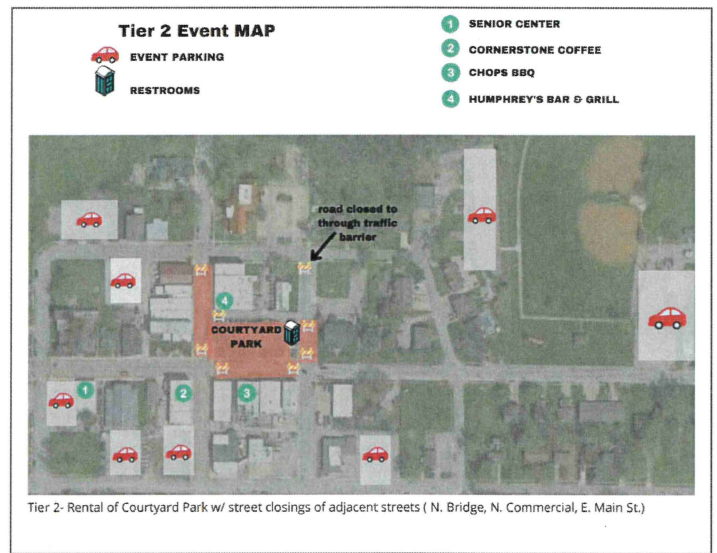 Tier 2 Event MAP
EVENT PARKING
RESTROOMS
1 SENIOR CENTER
2 CORNERSTONE COFFEE
3 CHOPS BBQ
4 HUMPHREY'S BAR & GRILL
road closed to
through traffic
barrier
4
COURTYARD
PARK
1
2
3
Tier 2- Rental of Courtyard Park w/ street closings of adjacent streets ( N. Bridge, N. Commercial, E. Main St.)